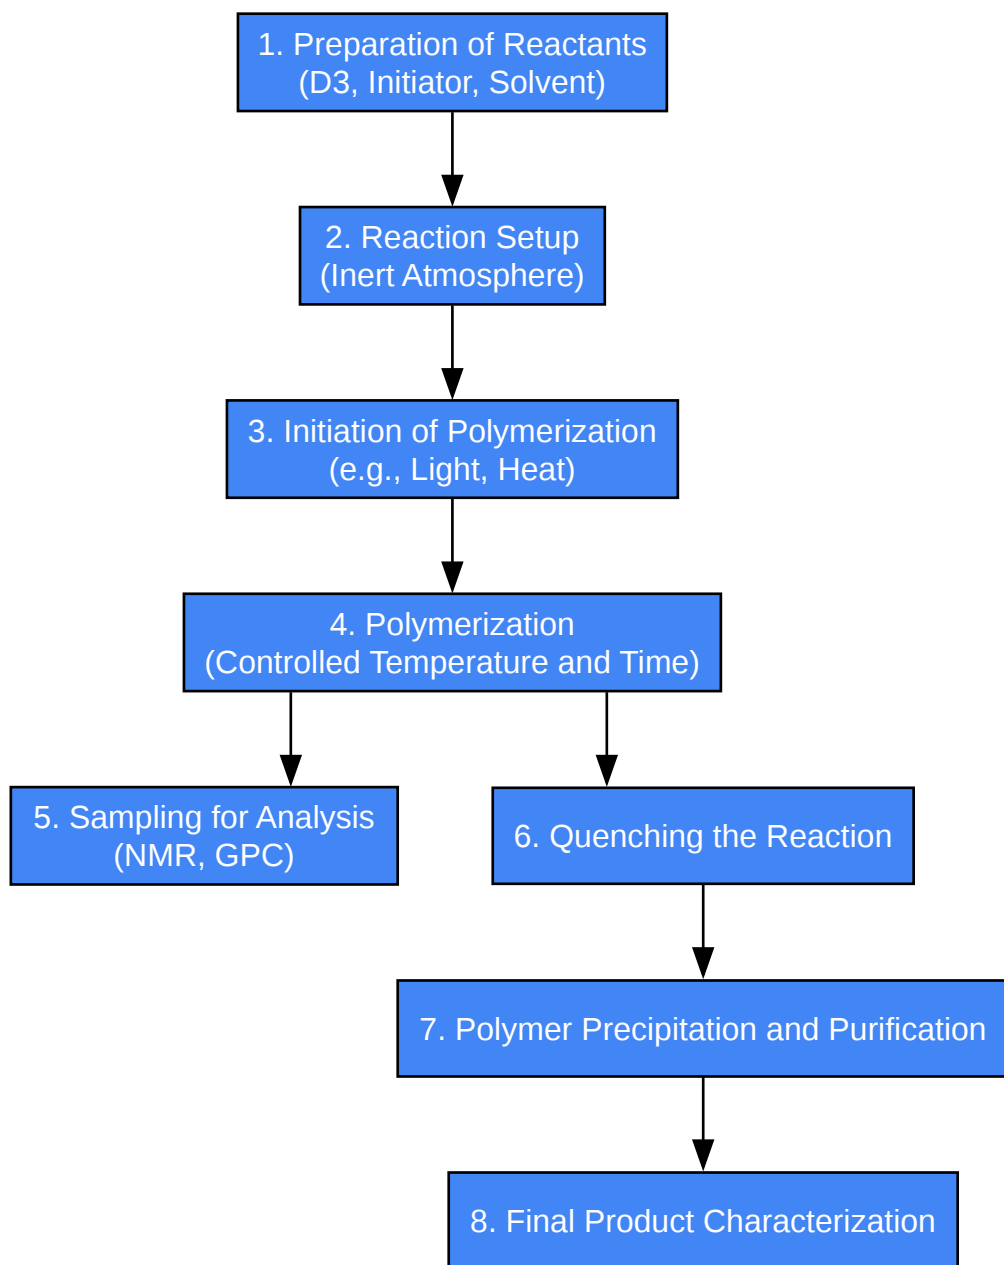 1. Preparation of Reactants
(D3, Initiator, Solvent)
2. Reaction Setup
(Inert Atmosphere)
3. Initiation of Polymerization
(e.g., Light, Heat)
4. Polymerization
(Controlled Temperature and Time)
5. Sampling for Analysis
(NMR, GPC)
6. Quenching the Reaction
7. Polymer Precipitation and Purification
8. Final Product Characterization